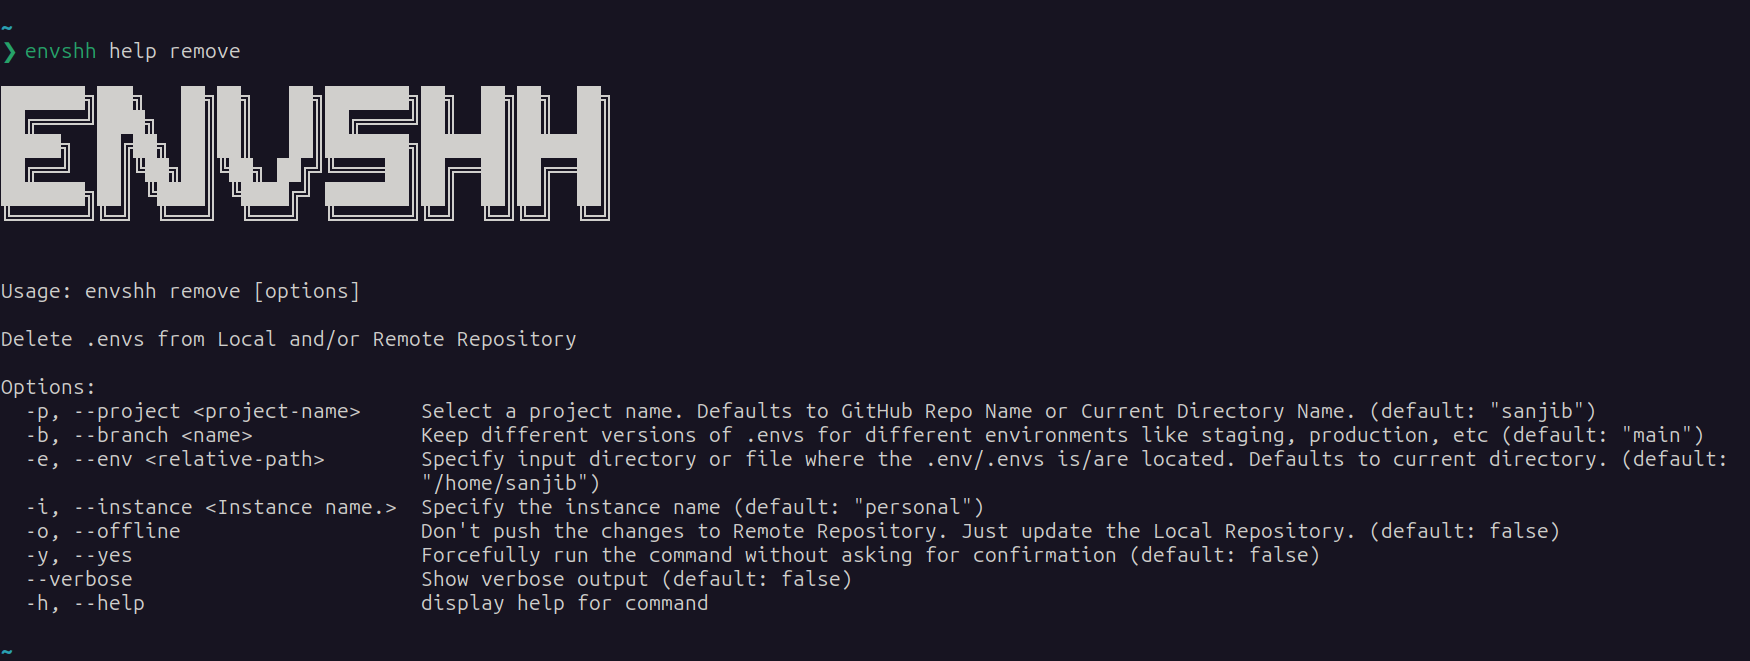 ~
❯ envshh help remove
ENVSHH
Usage: envshh remove [options]
Delete .envs from Local and/or Remote Repository
Options:
-p, --project <project-name> Select a project name. Defaults to GitHub Repo Name or Current Directory Name. (default: "sanjib")
-b, --branch <name> Keep different versions of .envs for different environments like staging, production, etc (default: "main")
-e, --env <relative-path> Specify input directory or file where the .env/.envs is/are located. Defaults to current directory. (default:
"/home/sanjib")
-i, --instance <Instance name.> Specify the instance name (default: "personal")
-o, --offline Don't push the changes to Remote Repository. Just update the Local Repository. (default: false)
-y, --yes Forcefully run the command without asking for confirmation (default: false)
--verbose Show verbose output (default: false)
-h, --help display help for command
~